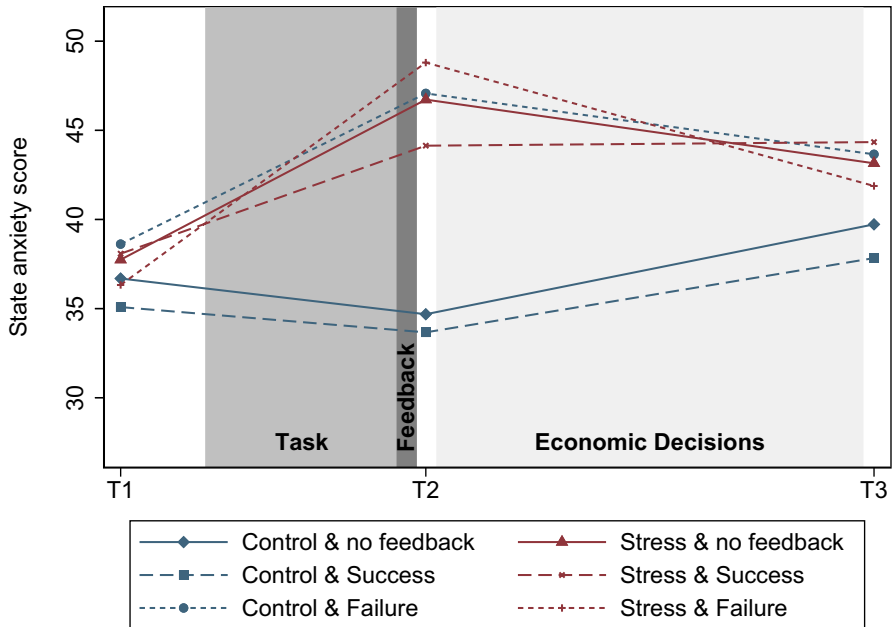 50
45
40
35
30
State anxiety score
Task
Feedback
Economic Decisions
T1
T2
T3
Control & no feedback
Stress & no feedback
Control & Success
Stress & Success
Control & Failure
Stress & Failure